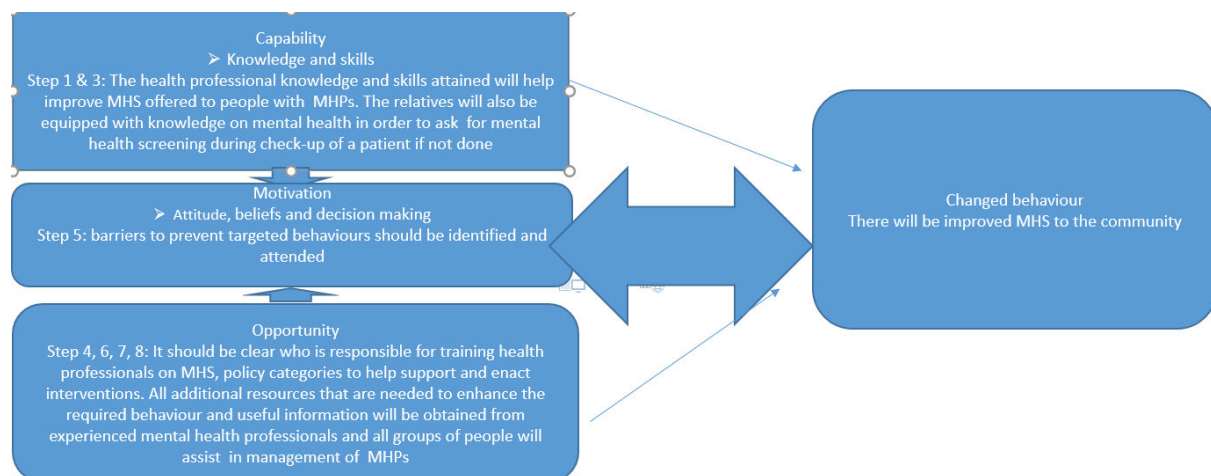 Capability
➢ Knowledge and skills
Step 1 & 3: The health professional knowledge and skills attained will help
improve MHS offered to people with MHPs. The relatives will also be
equipped with knowledge on mental health in order to ask for mental
health screening during check-up of a patient if not done
Motivation
➢ Attitude, beliefs and decision making
Step 5: barriers to prevent targeted behaviours should be identified and
attended
Opportunity
Step 4, 6, 7, 8: It should be clear who is responsible for training health
professionals on MHS, policy categories to help support and enact
interventions. All additional resources that are needed to enhance the
required behaviour and useful information will be obtained from
experienced mental health professionals and all groups of people will
assist in management of MHPs
Changed behaviour
There will be improved MHS to the community